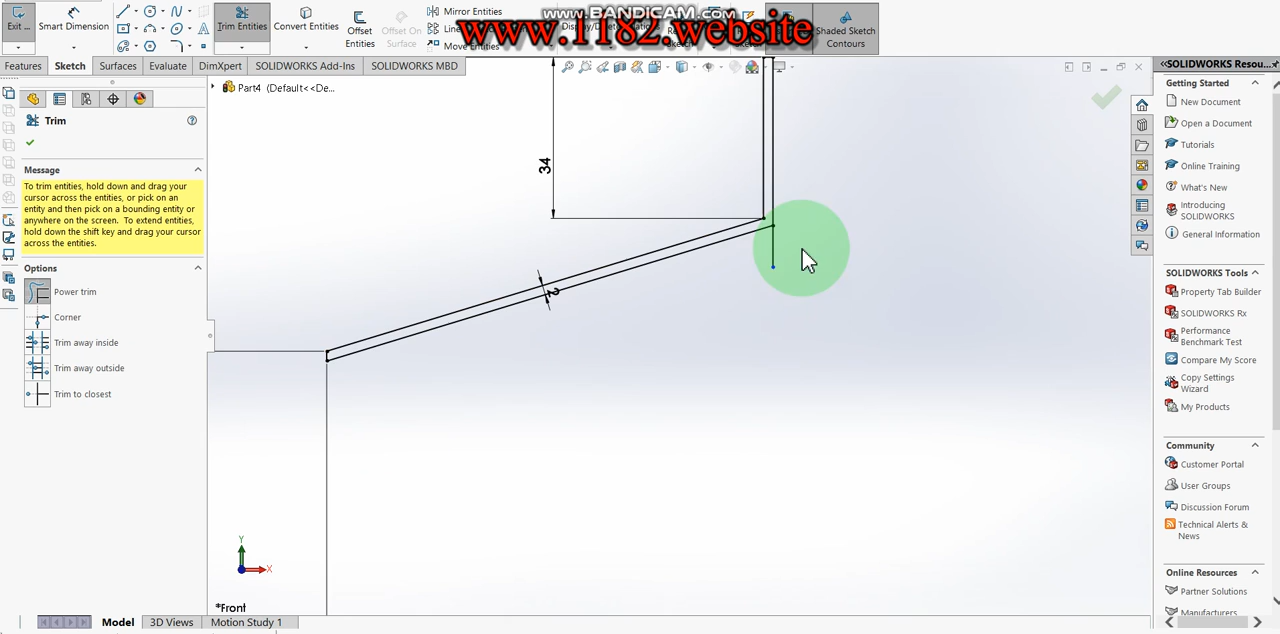 www.BANDICAM.com
www.1182.website
Exit ...
Smart Dimension
Trim Entities
Convert Entities
Offset Entities
Offset On Surface
Mirror Entities
Move Entities
Shaded Sketch Contours
Features
Sketch
Surfaces
Evaluate
DimXpert
SOLIDWORKS Add-Ins
SOLIDWORKS MBD
Part4 (Default<<De...
Trim
Message
To trim entities, hold down and drag your
cursor across the entities, or pick on an
entity and then pick on a bounding entity or
anywhere on the screen. To extend entities,
hold down the shift key and drag your cursor
across the entities.
Options
Power trim
Corner
Trim away inside
Trim away outside
Trim to closest
34
2
Y
X
*Front
Model
3D Views
Motion Study 1
SOLIDWORKS Resou...
Getting Started
New Document
Open a Document
Tutorials
Online Training
What's New
Introducing
SOLIDWORKS
General Information
SOLIDWORKS Tools
Property Tab Builder
SOLIDWORKS Rx
Performance
Benchmark Test
Compare My Score
Copy Settings
Wizard
My Products
Community
Customer Portal
User Groups
Discussion Forum
Technical Alerts &
News
Online Resources
Partner Solutions
Manufacturers